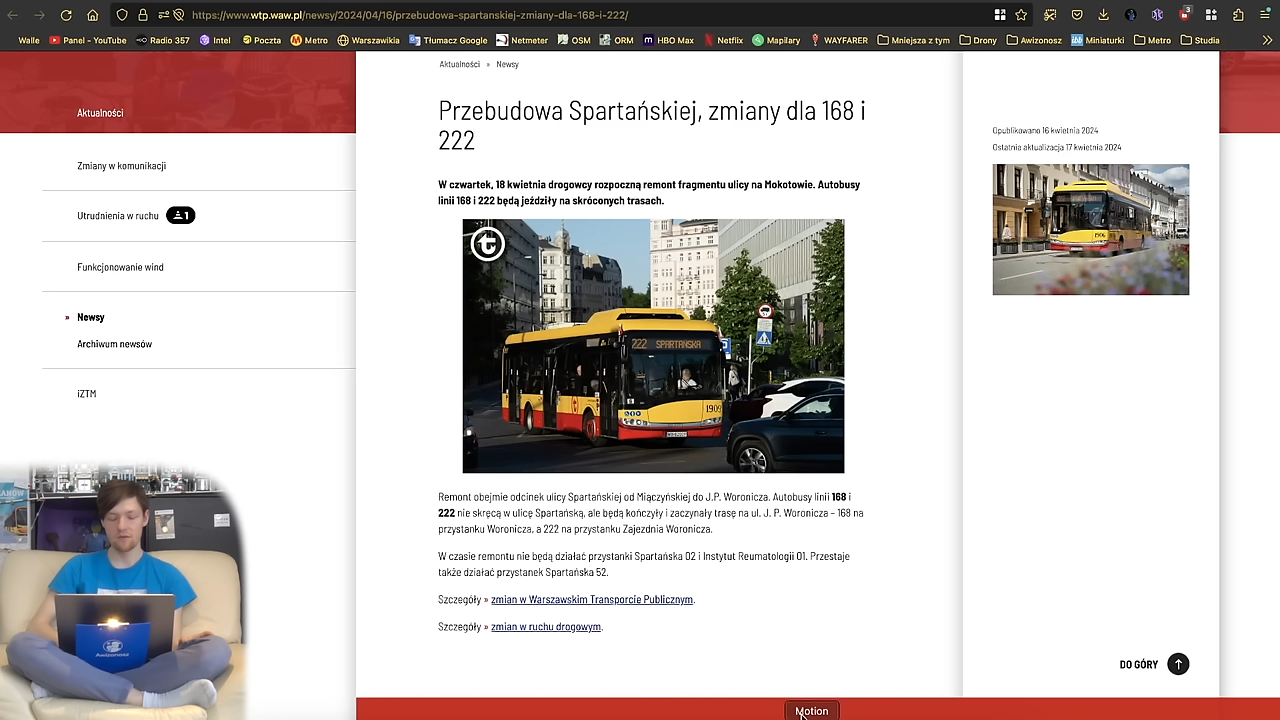 https://www.wtp.waw.pl/newsy/2024/04/16/przebudowa-spartanskiej-zmiany-dla-168-i-222/
3
Walle Panel - YouTube Radio 357 Intel Poczta Metro Warszawikia Tłumacz Google Netmeter OSM ORM HBO Max Netflix Mapilary WAYFARER Mniejsza z tym Drony Awizonosz Miniaturki Metro Studia
Aktualności
Zmiany w komunikacji
Utrudnienia w ruchu 1
Funkcjonowanie wind
» Newsy
Archiwum newsów
iZTM
Aktualności » Newsy
Przebudowa Spartańskiej, zmiany dla 168 i
222
W czwartek, 18 kwietnia drogowcy rozpoczną remont fragmentu ulicy na Mokotowie. Autobusy
linii 168 i 222 będą jeździły na skróconych trasach.
222 SPARTAŃSKA
1909
Remont obejmie odcinek ulicy Spartańskiej od Miączyńskiej do J.P. Woronicza. Autobusy linii 168 i
222 nie skręcą w ulicę Spartańską, ale będą kończyły i zaczynały trasę na ul. J. P. Woronicza – 168 na
przystanku Woronicza, a 222 na przystanku Zajezdnia Woronicza.
W czasie remontu nie będą działać przystanki Spartańska 02 i Instytut Reumatologii 01. Przestaje
także działać przystanek Spartańska 52.
Szczegóły » zmian w Warszawskim Transporcie Publicznym.
Szczegóły » zmian w ruchu drogowym.
Opublikowano 16 kwietnia 2024
Ostatnia aktualizacja 17 kwietnia 2024
1906
DO GÓRY
Awizonosz
Motion